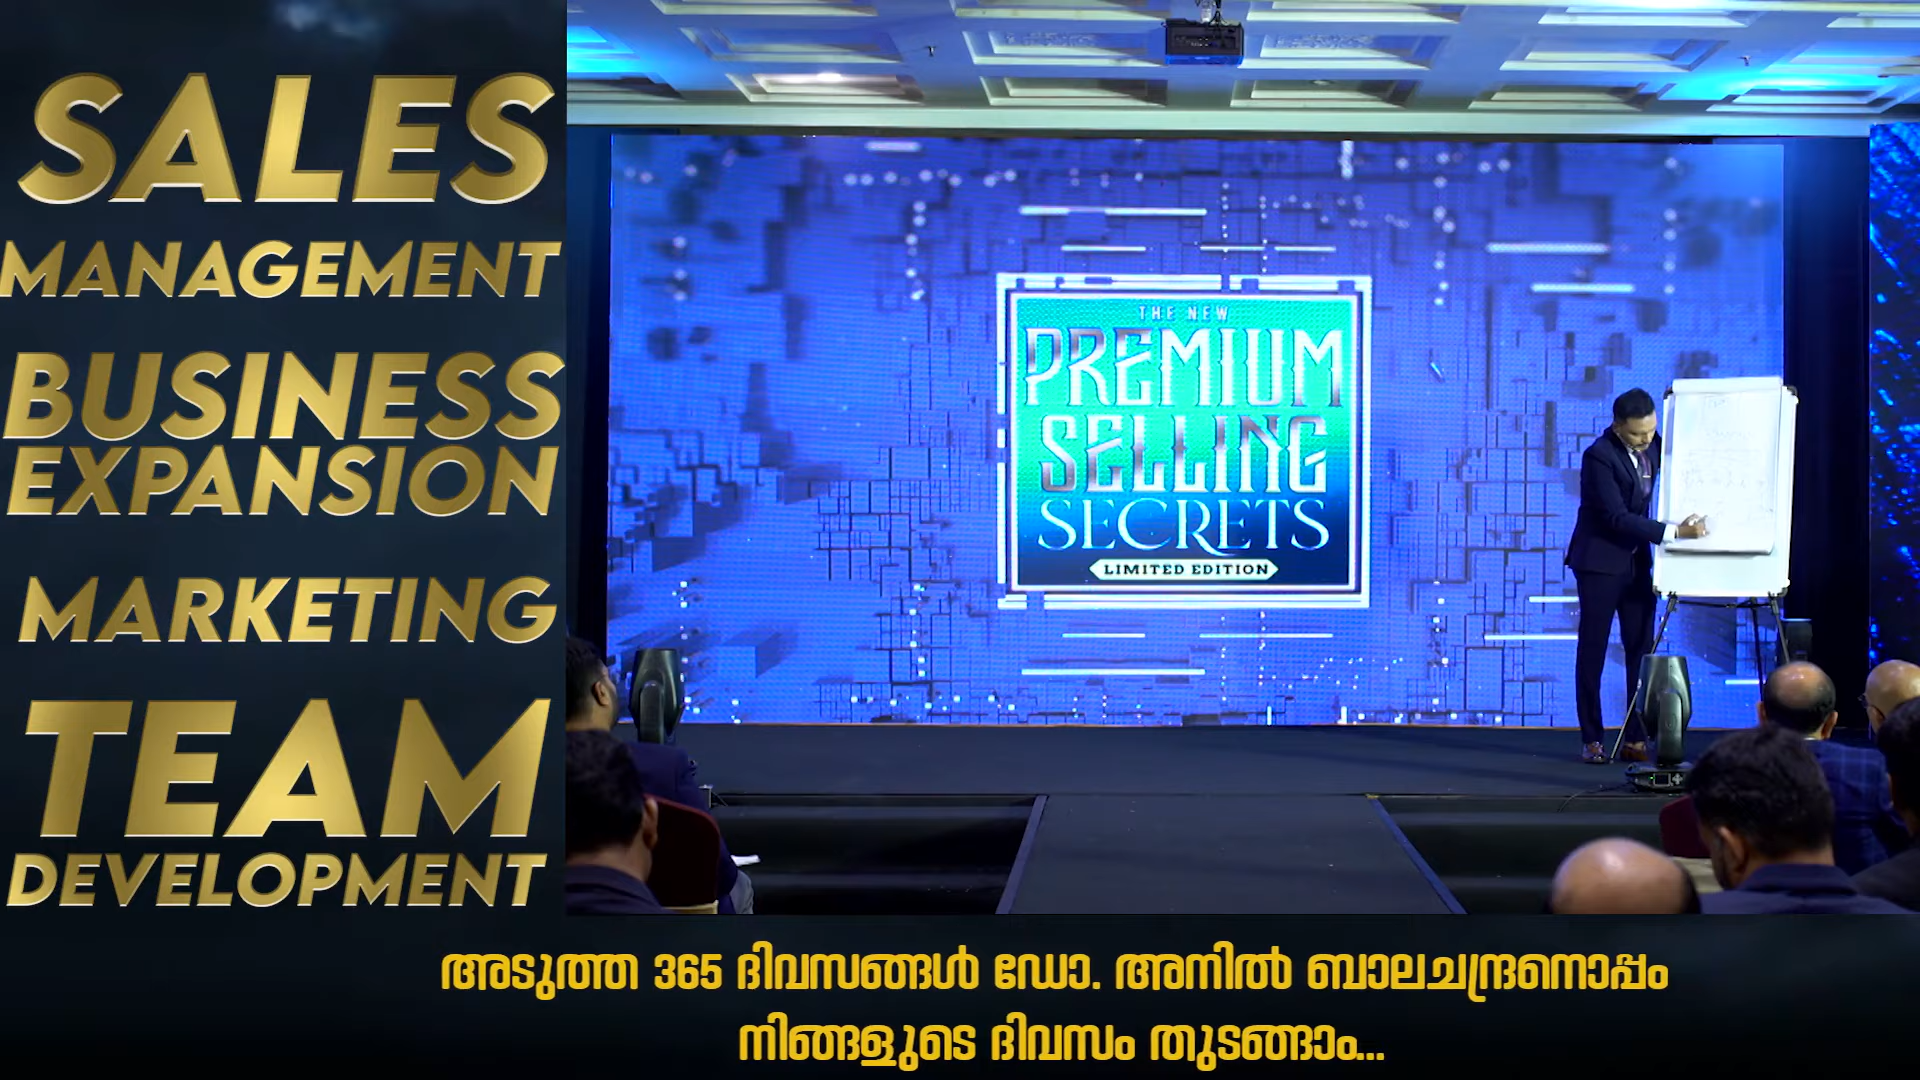 SALES
MANAGEMENT
BUSINESS
EXPANSION
MARKETING
TEAM
DEVELOPMENT
THE NEW
PREMIUM
SELLING
SECRETS
LIMITED EDITION
അടുത്ത 365 ദിവസങ്ങൾ ഡോ. അനിൽ ബാലചന്ദ്രനൊപ്പം
നിങ്ങളുടെ ദിവസം തുടങ്ങാം...